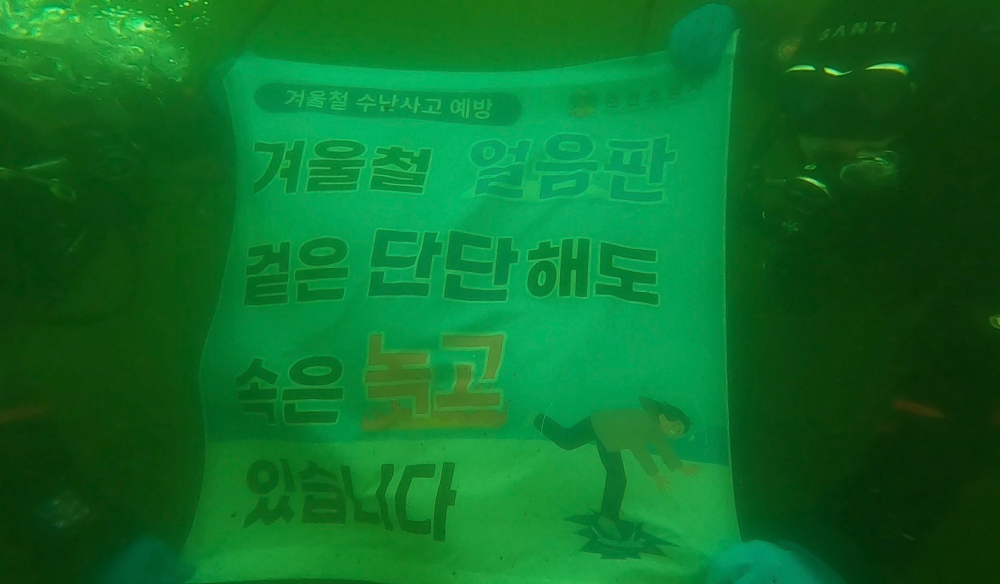 겨울철 수난사고 예방
SANTI
겨울철 얼음판
겉은 단단해도
속은 녹고
있습니다